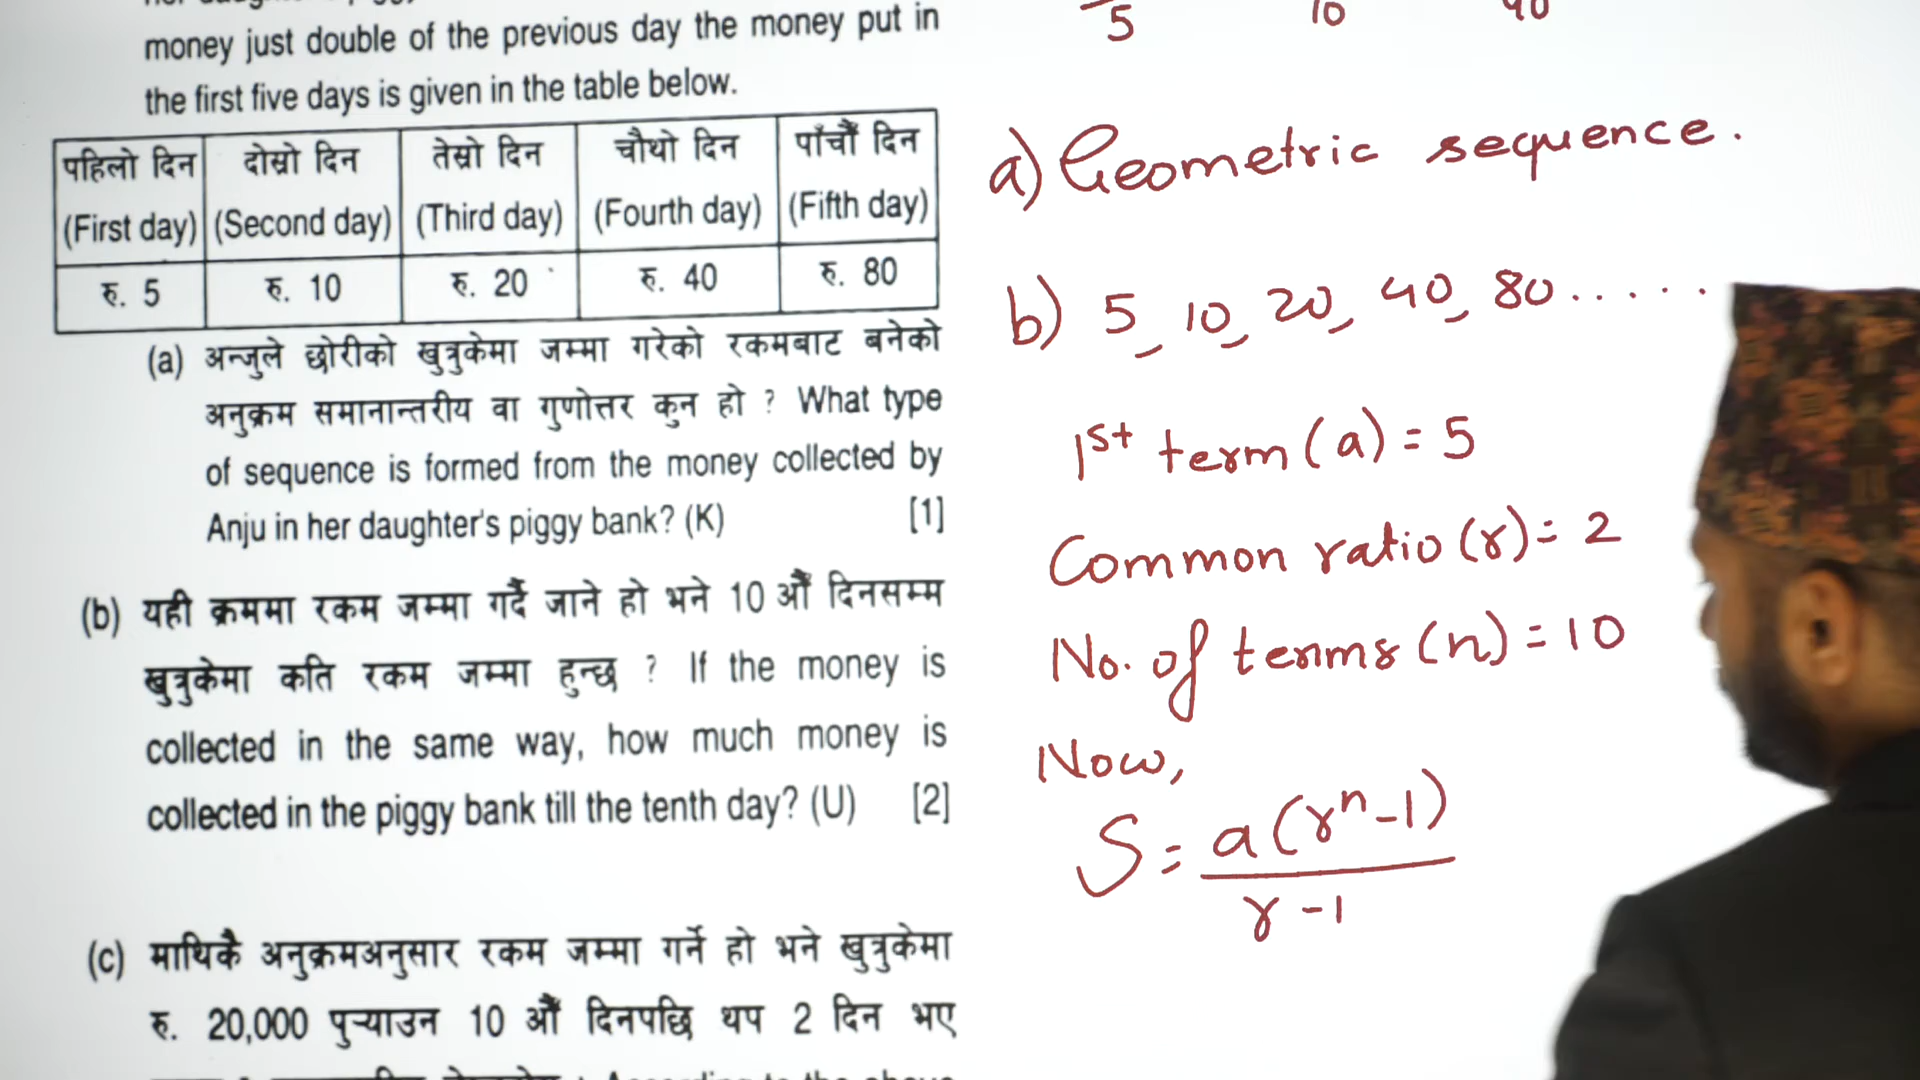 money just double of the previous day the money put in
the first five days is given in the table below.
पहिलो दिन दोस्रो दिन तेस्रो दिन चौथो दिन पाँचौँ दिन
(First day) (Second day) (Third day) (Fourth day) (Fifth day)
रु. 5 रु. 10 रु. 20 रु. 40 रु. 80
(a) अन्जुले छोरीको खुत्रुकेमा जम्मा गरेको रकमबाट बनेको
अनुक्रम समानान्तरीय वा गुणोत्तर कुन हो ? What type
of sequence is formed from the money collected by
Anju in her daughter's piggy bank? (K) [1]
(b) यही क्रममा रकम जम्मा गर्दै जाने हो भने 10 औँ दिनसम्म
खुत्रुकेमा कति रकम जम्मा हुन्छ ? If the money is
collected in the same way, how much money is
collected in the piggy bank till the tenth day? (U) [2]
(c) माथिकै अनुक्रमअनुसार रकम जम्मा गर्ने हो भने खुत्रुकेमा
रु. 20,000 पुऱ्याउन 10 औँ दिनपछि थप 2 दिन भए
5 10 40
a) Geometric sequence.
b) 5, 10, 20, 40, 80.....
1st term (a) = 5
Common ratio (r) = 2
No. of terms (n) = 10
Now,
S = a(r^n-1)
r-1